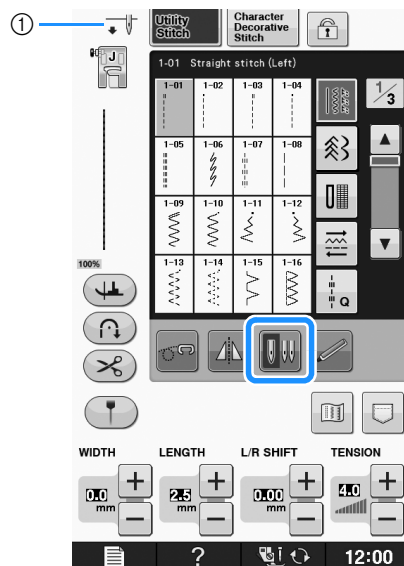 ①
Utility Stitch
Character Decorative Stitch
J
1-01 Straight stitch (Left)
1/3
1-01 1-02 1-03 1-04
1-05 1-06 1-07 1-08
1-09 1-10 1-11 1-12
1-13 1-14 1-15 1-16
100%
Q
WIDTH LENGTH L/R SHIFT TENSION
0.0 mm 2.5 mm 0.00 mm 4.0
? 12:00